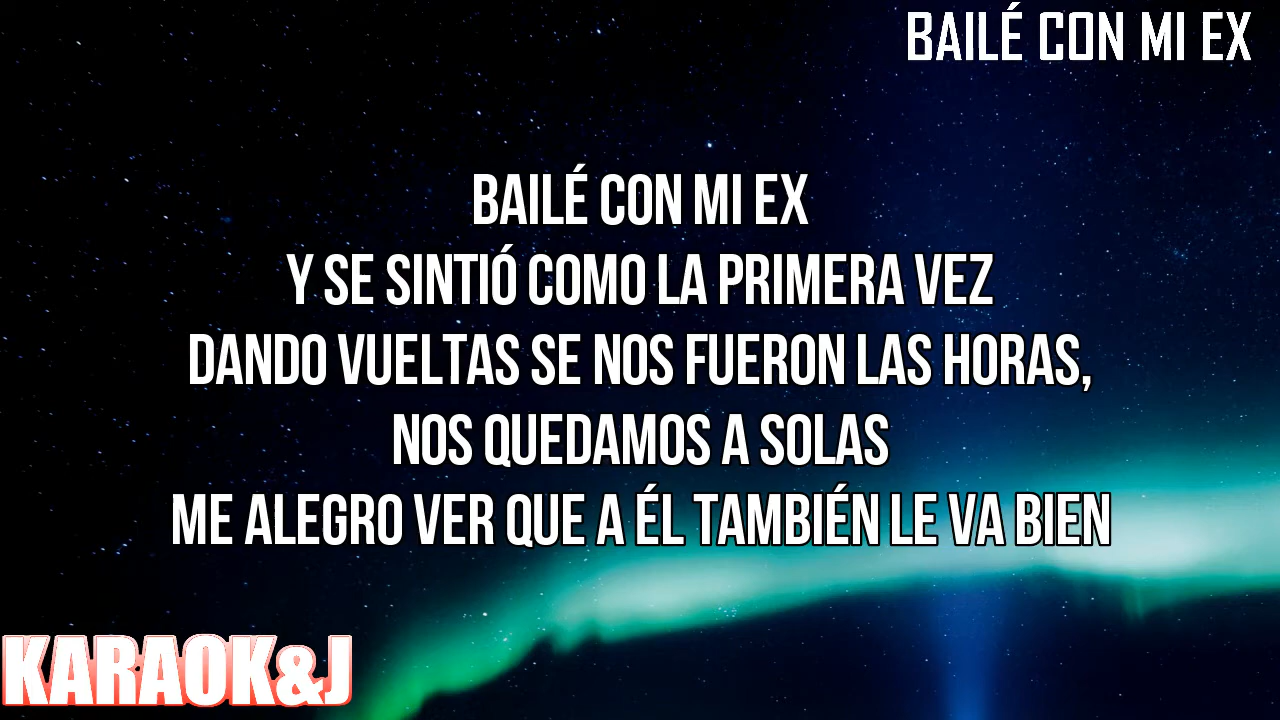 BAILÉ CON MI EX
BAILÉ CON MI EX
Y SE SINTIÓ COMO LA PRIMERA VEZ
DANDO VUELTAS SE NOS FUERON LAS HORAS,
NOS QUEDAMOS A SOLAS
ME ALEGRO VER QUE A ÉL TAMBIÉN LE VA BIEN
KARAOK&J